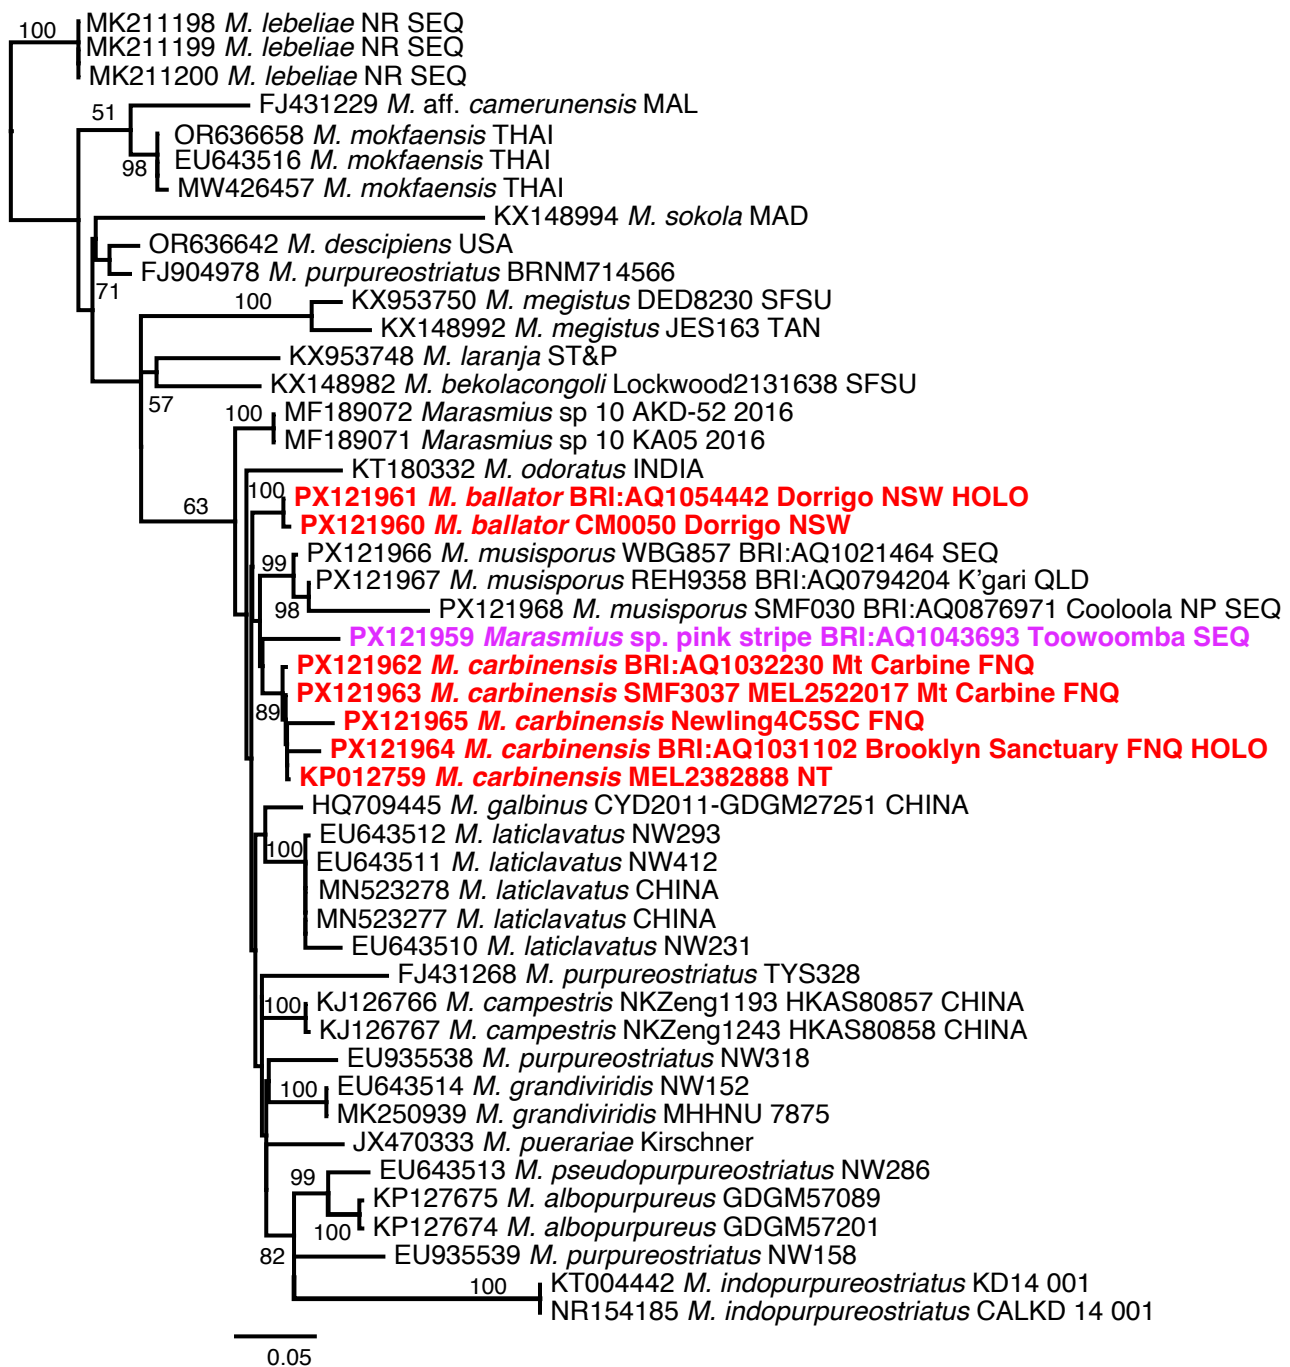 100
MK211198 M. lebeliae NR SEQ
MK211199 M. lebeliae NR SEQ
MK211200 M. lebeliae NR SEQ
51
FJ431229 M. aff. camerunensis MAL
OR636658 M. mokfaensis THAI
EU643516 M. mokfaensis THAI
98
MW426457 M. mokfaensis THAI
KX148994 M. sokola MAD
OR636642 M. descipiens USA
FJ904978 M. purpureostriatus BRNM714566
71
100
KX953750 M. megistus DED8230 SFSU
KX148992 M. megistus JES163 TAN
KX953748 M. laranja ST&P
KX148982 M. bekolacongoli Lockwood2131638 SFSU
57
100
MF189072 Marasmius sp 10 AKD-52 2016
MF189071 Marasmius sp 10 KA05 2016
KT180332 M. odoratus INDIA
63
100
PX121961 M. ballator BRI:AQ1054442 Dorrigo NSW HOLO
PX121960 M. ballator CM0050 Dorrigo NSW
PX121966 M. musisporus WBG857 BRI:AQ1021464 SEQ
99
PX121967 M. musisporus REH9358 BRI:AQ0794204 K'gari QLD
98
PX121968 M. musisporus SMF030 BRI:AQ0876971 Cooloola NP SEQ
PX121959 Marasmius sp. pink stripe BRI:AQ1043693 Toowoomba SEQ
PX121962 M. carbinensis BRI:AQ1032230 Mt Carbine FNQ
PX121963 M. carbinensis SMF3037 MEL2522017 Mt Carbine FNQ
89
PX121965 M. carbinensis Newling4C5SC FNQ
PX121964 M. carbinensis BRI:AQ1031102 Brooklyn Sanctuary FNQ HOLO
KP012759 M. carbinensis MEL2382888 NT
HQ709445 M. galbinus CYD2011-GDGM27251 CHINA
EU643512 M. laticlavatus NW293
100
EU643511 M. laticlavatus NW412
MN523278 M. laticlavatus CHINA
MN523277 M. laticlavatus CHINA
EU643510 M. laticlavatus NW231
FJ431268 M. purpureostriatus TYS328
100
KJ126766 M. campestris NKZeng1193 HKAS80857 CHINA
KJ126767 M. campestris NKZeng1243 HKAS80858 CHINA
EU935538 M. purpureostriatus NW318
100
EU643514 M. grandiviridis NW152
MK250939 M. grandiviridis MHHNU 7875
JX470333 M. puerariae Kirschner
99
EU643513 M. pseudopurpureostriatus NW286
KP127675 M. albopurpureus GDGM57089
100
KP127674 M. albopurpureus GDGM57201
82
EU935539 M. purpureostriatus NW158
100
KT004442 M. indopurpureostriatus KD14 001
NR154185 M. indopurpureostriatus CALKD 14 001
0.05